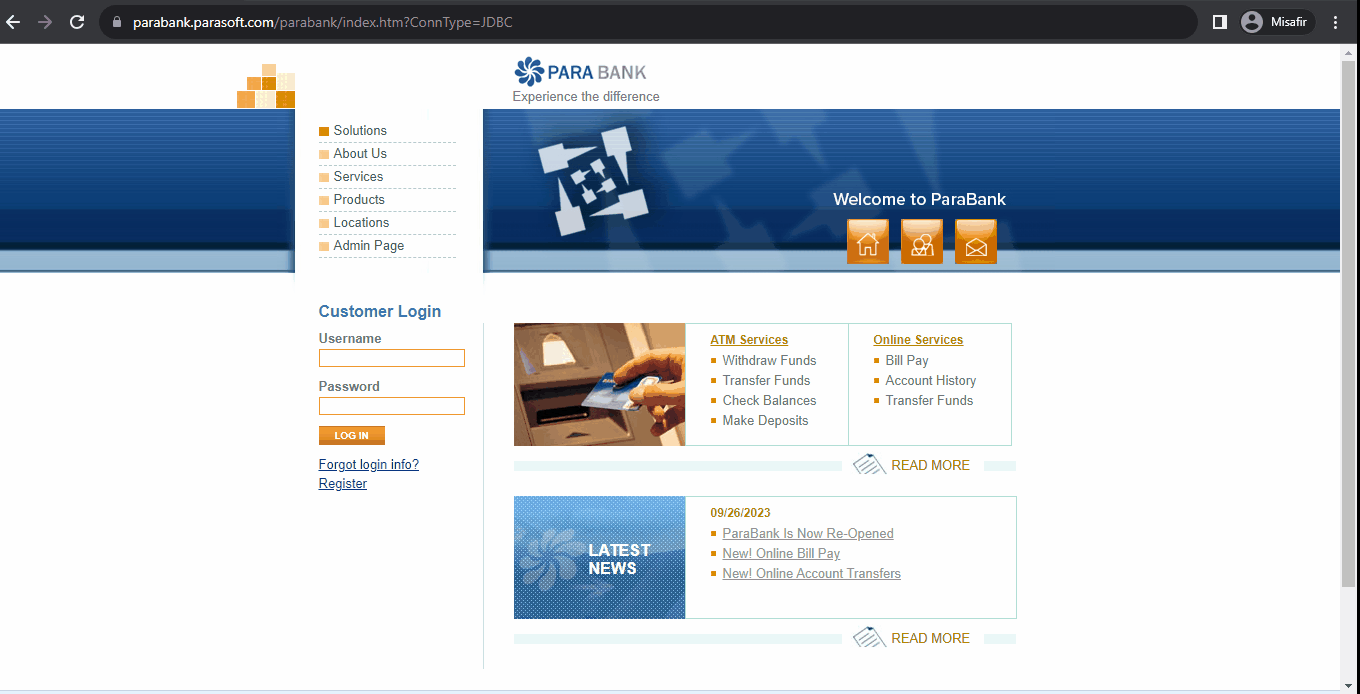 parabank.parasoft.com/parabank/index.htm?ConnType=JDBC
Misafir
PARA BANK
Experience the difference
Solutions
About Us
Services
Products
Locations
Admin Page
Welcome to ParaBank
Customer Login
Username
Password
LOG IN
Forgot login info?
Register
ATM Services
Withdraw Funds
Transfer Funds
Check Balances
Make Deposits
Online Services
Bill Pay
Account History
Transfer Funds
READ MORE
LATEST
NEWS
09/26/2023
ParaBank Is Now Re-Opened
New! Online Bill Pay
New! Online Account Transfers
READ MORE